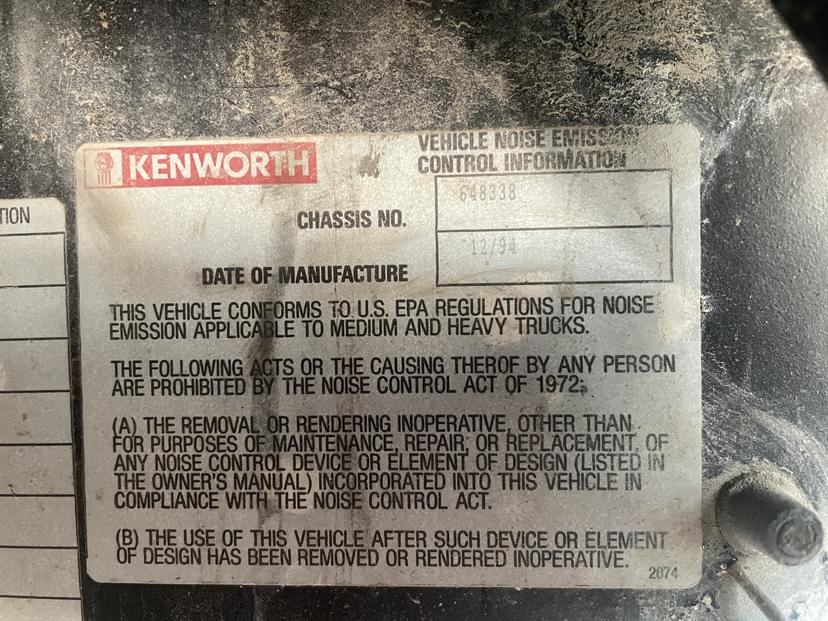 KENWORTH
VEHICLE NOISE EMISSION
CONTROL INFORMATION
TION
CHASSIS NO. 648338
DATE OF MANUFACTURE 12/94
THIS VEHICLE CONFORMS TO U.S. EPA REGULATIONS FOR NOISE
EMISSION APPLICABLE TO MEDIUM AND HEAVY TRUCKS.
THE FOLLOWING ACTS OR THE CAUSING THEROF BY ANY PERSON
ARE PROHIBITED BY THE NOISE CONTROL ACT OF 1972:
(A) THE REMOVAL OR RENDERING INOPERATIVE, OTHER THAN
FOR PURPOSES OF MAINTENANCE, REPAIR, OR REPLACEMENT, OF
ANY NOISE CONTROL DEVICE OR ELEMENT OF DESIGN (LISTED IN
THE OWNER'S MANUAL) INCORPORATED INTO THIS VEHICLE IN
COMPLIANCE WITH THE NOISE CONTROL ACT.
(B) THE USE OF THIS VEHICLE AFTER SUCH DEVICE OR ELEMENT
OF DESIGN HAS BEEN REMOVED OR RENDERED INOPERATIVE.
2074